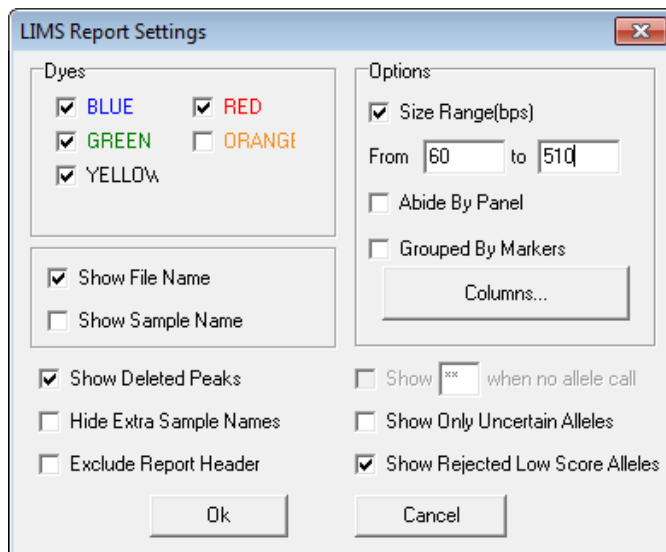 LIMS Report Settings
Dyes
BLUE RED
GREEN ORANGE
YELLOW
Show File Name
Show Sample Name
Options
Size Range(bps)
From 60 to 510
Abide By Panel
Grouped By Markers
Columns...
Show Deleted Peaks
Hide Extra Sample Names
Exclude Report Header
Show ** when no allele call
Show Only Uncertain Alleles
Show Rejected Low Score Alleles
Ok Cancel